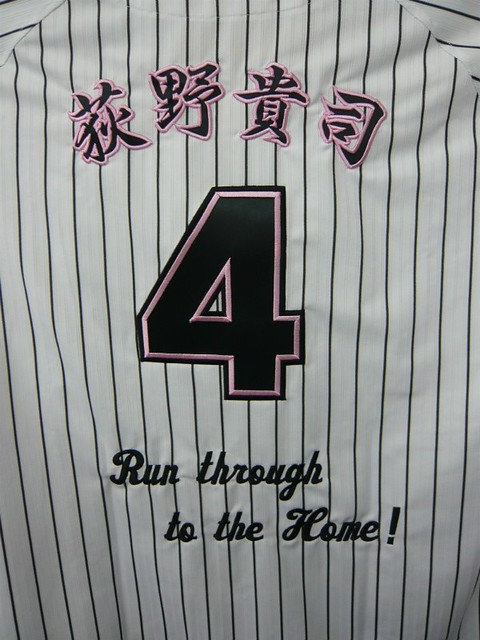 荻野貴司
4
Run through
to the Home!